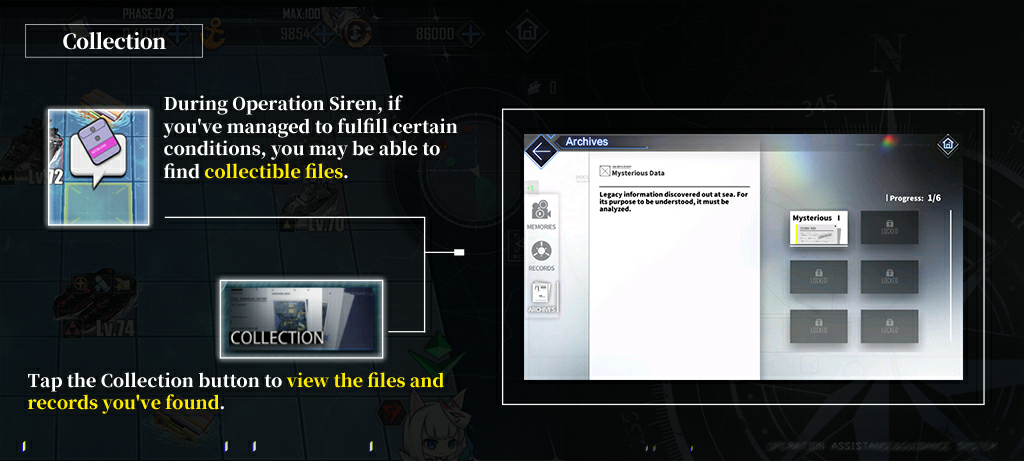 PHASE:0/3
MAX:100
9854
86000
Collection
During Operation Siren, if
you've managed to fulfill certain
conditions, you may be able to
find collectible files.
72
Lv.70
Lv.74
COLLECTION
Tap the Collection button to view the files and
records you've found.
N
345
0
Archives
Mysterious Data
Legacy information discovered out at sea. For
its purpose to be understood, it must be
analyzed.
MEMORIES
RECORDS
ARCHIVES
Progress: 1/6
Mysterious I
LOCKED
LOCKED
LOCKED
LOCKED
LOCKED
OPERATION ASSISTANCE